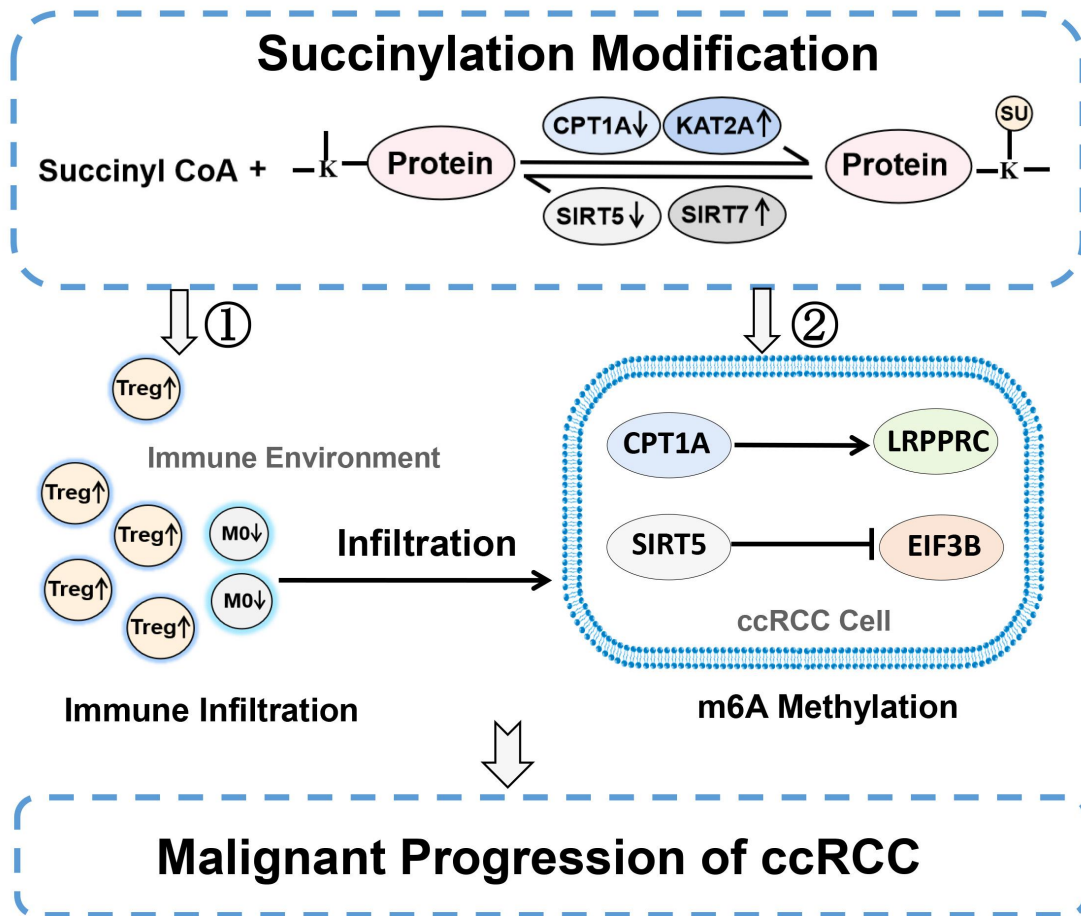 Succinylation Modification
CPT1A↓ KAT2A↑
SU
Succinyl CoA + –K– Protein Protein –K–
SIRT5↓ SIRT7↑
① ②
Treg↑
Immune Environment
Treg↑
Treg↑
M0↓
Treg↑
M0↓
Treg↑
Infiltration
CPT1A LRPPRC
SIRT5 EIF3B
ccRCC Cell
Immune Infiltration
m6A Methylation
Malignant Progression of ccRCC